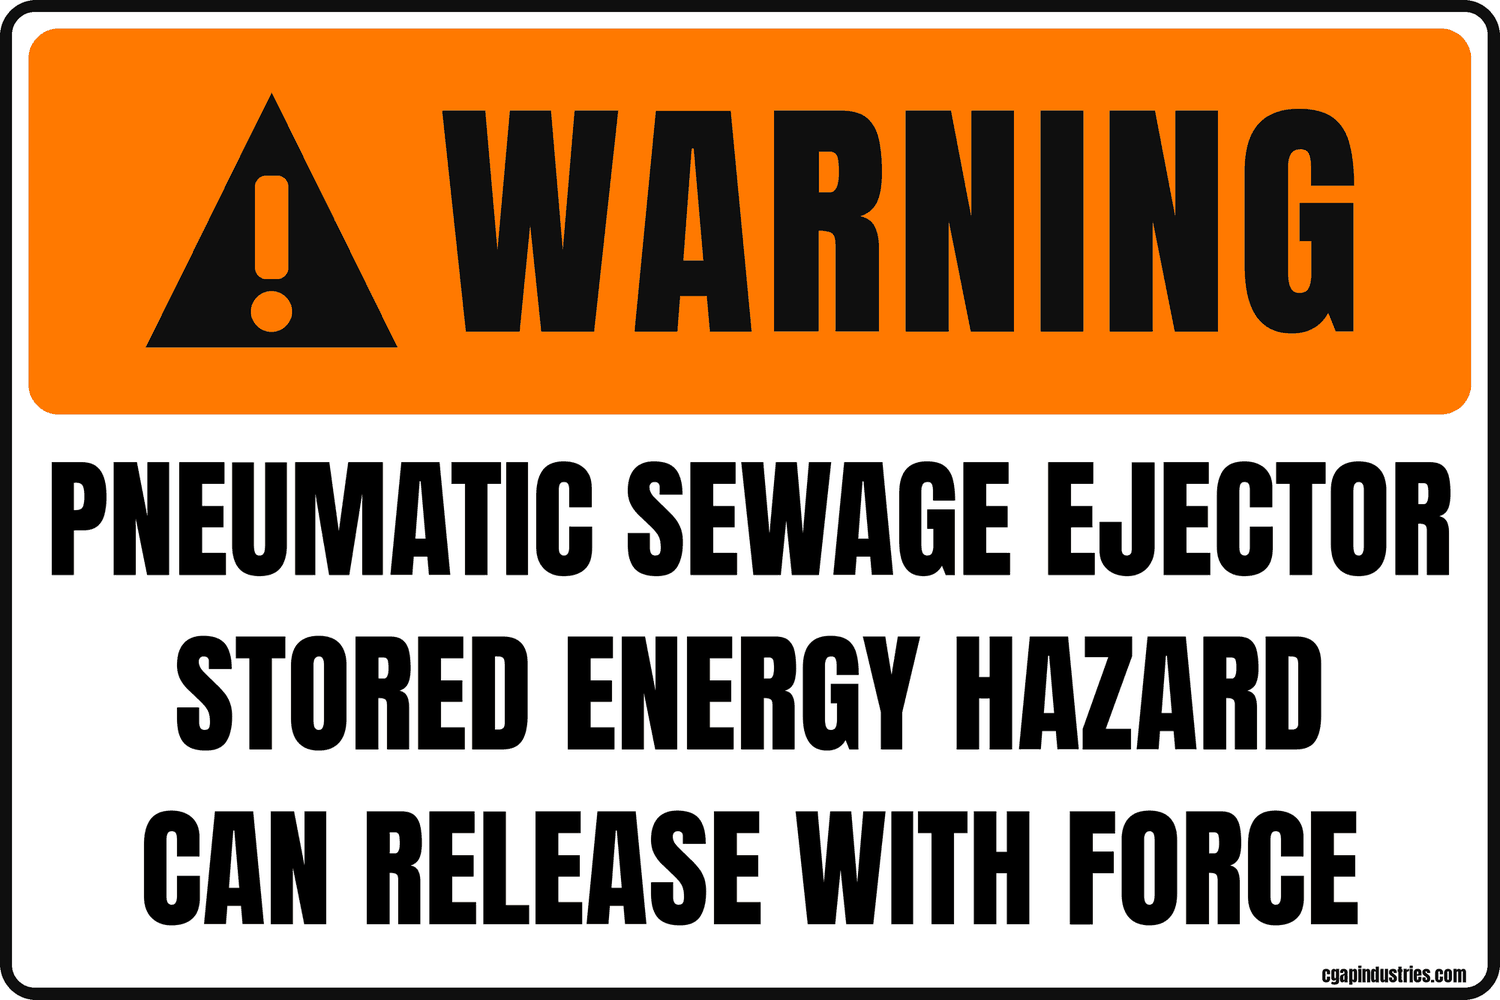 WARNING
PNEUMATIC SEWAGE EJECTOR
STORED ENERGY HAZARD
CAN RELEASE WITH FORCE
cgapindustries.com